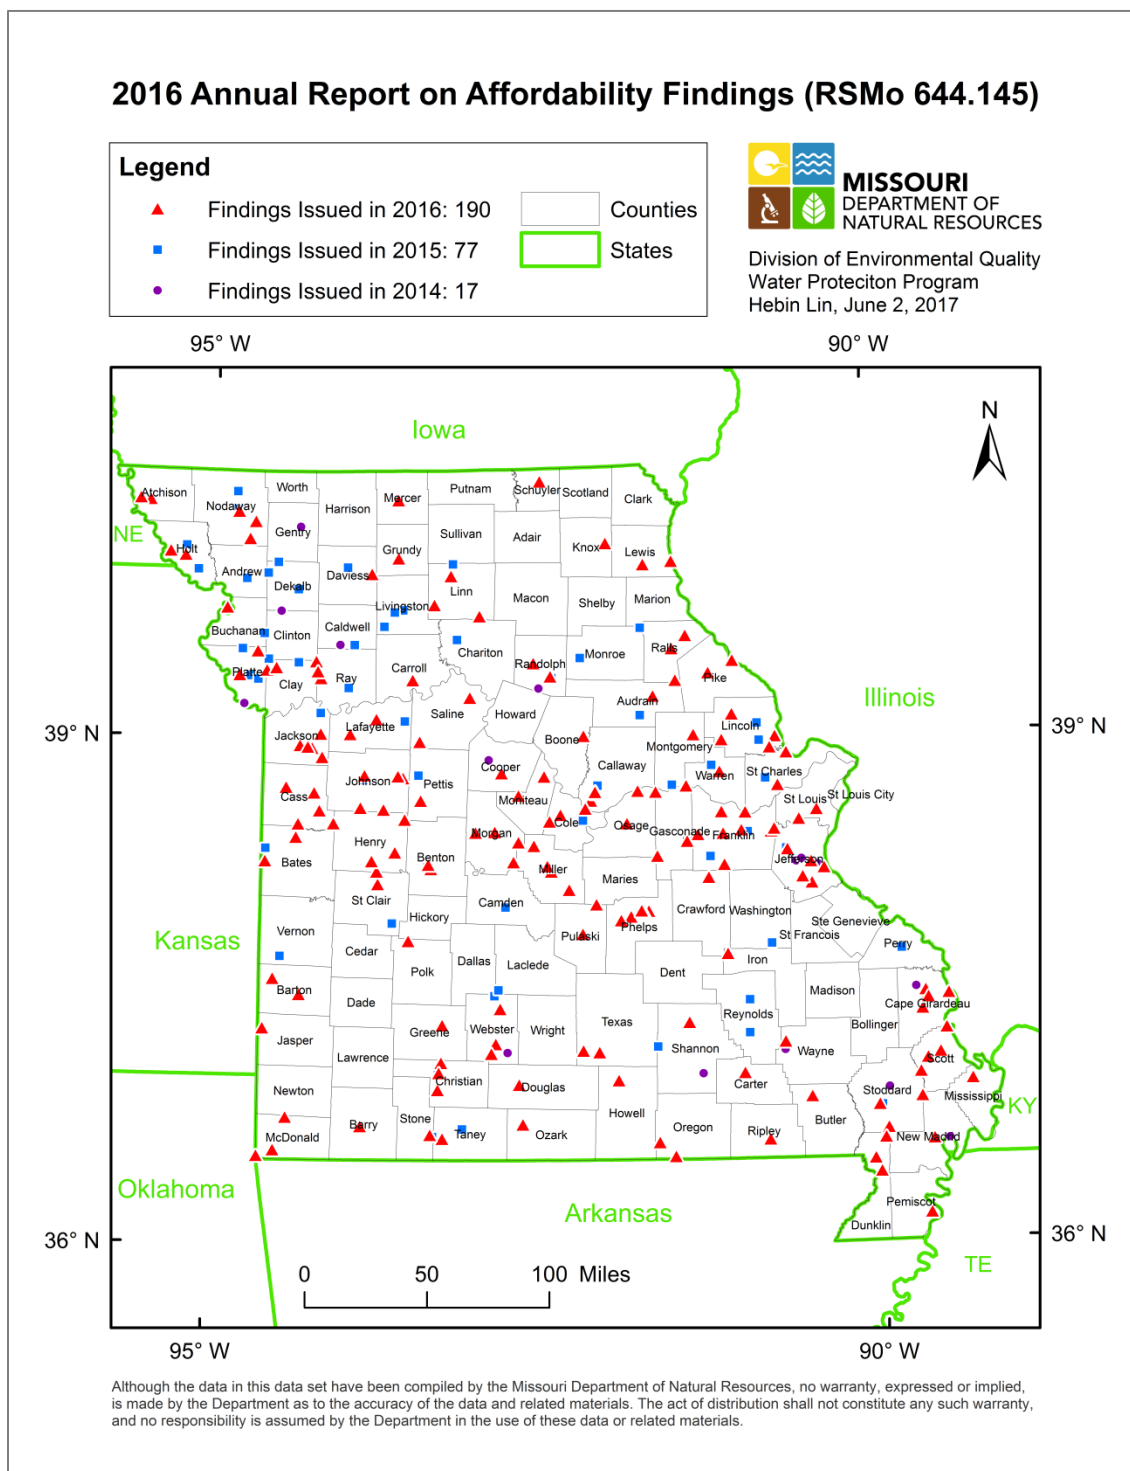 2016 Annual Report on Affordability Findings (RSMo 644.145)
Legend
Findings Issued in 2016: 190
Findings Issued in 2015: 77
Findings Issued in 2014: 17
Counties
States
MISSOURI
DEPARTMENT OF
NATURAL RESOURCES
Division of Environmental Quality
Water Proteciton Program
Hebin Lin, June 2, 2017
95° W
90° W
N
Iowa
Atchison
Nodaway
Worth
Harrison
Mercer
Putnam
Schuyler
Scotland
Clark
NE
Holt
Gentry
Grundy
Sullivan
Adair
Knox
Lewis
Andrew
Dekalb
Daviess
Linn
Macon
Shelby
Marion
Livingston
Buchanan
Clinton
Caldwell
Chariton
Randolph
Monroe
Ralls
Platte
Clay
Ray
Carroll
Pike
Illinois
Audrain
Saline
Howard
39° N
39° N
Jackson
Lafayette
Boone
Lincoln
Montgomery
Callaway
Cooper
Johnson
Pettis
Warren
St Charles
Cass
Moniteau
St Louis
St Louis City
Cole
Osage
Gasconade
Franklin
Henry
Morgan
Bates
Benton
Miller
Jefferson
Maries
St Clair
Camden
Crawford
Washington
Hickory
Ste Genevieve
Vernon
Phelps
St Francois
Kansas
Pulaski
Perry
Cedar
Dallas
Laclede
Iron
Polk
Dent
Barton
Madison
Dade
Cape Girardeau
Reynolds
Texas
Bollinger
Greene
Webster
Wright
Jasper
Shannon
Wayne
Lawrence
Scott
Christian
Douglas
Carter
Stoddard
Newton
Mississippi
KY
Howell
Stone
Butler
Barry
Oregon
Ripley
McDonald
Taney
Ozark
New Madrid
Oklahoma
Pemiscot
Arkansas
Dunklin
36° N
36° N
TE
0 50 100 Miles
95° W
90° W
Although the data in this data set have been compiled by the Missouri Department of Natural Resources, no warranty, expressed or implied,
is made by the Department as to the accuracy of the data and related materials. The act of distribution shall not constitute any such warranty,
and no responsibility is assumed by the Department in the use of these data or related materials.